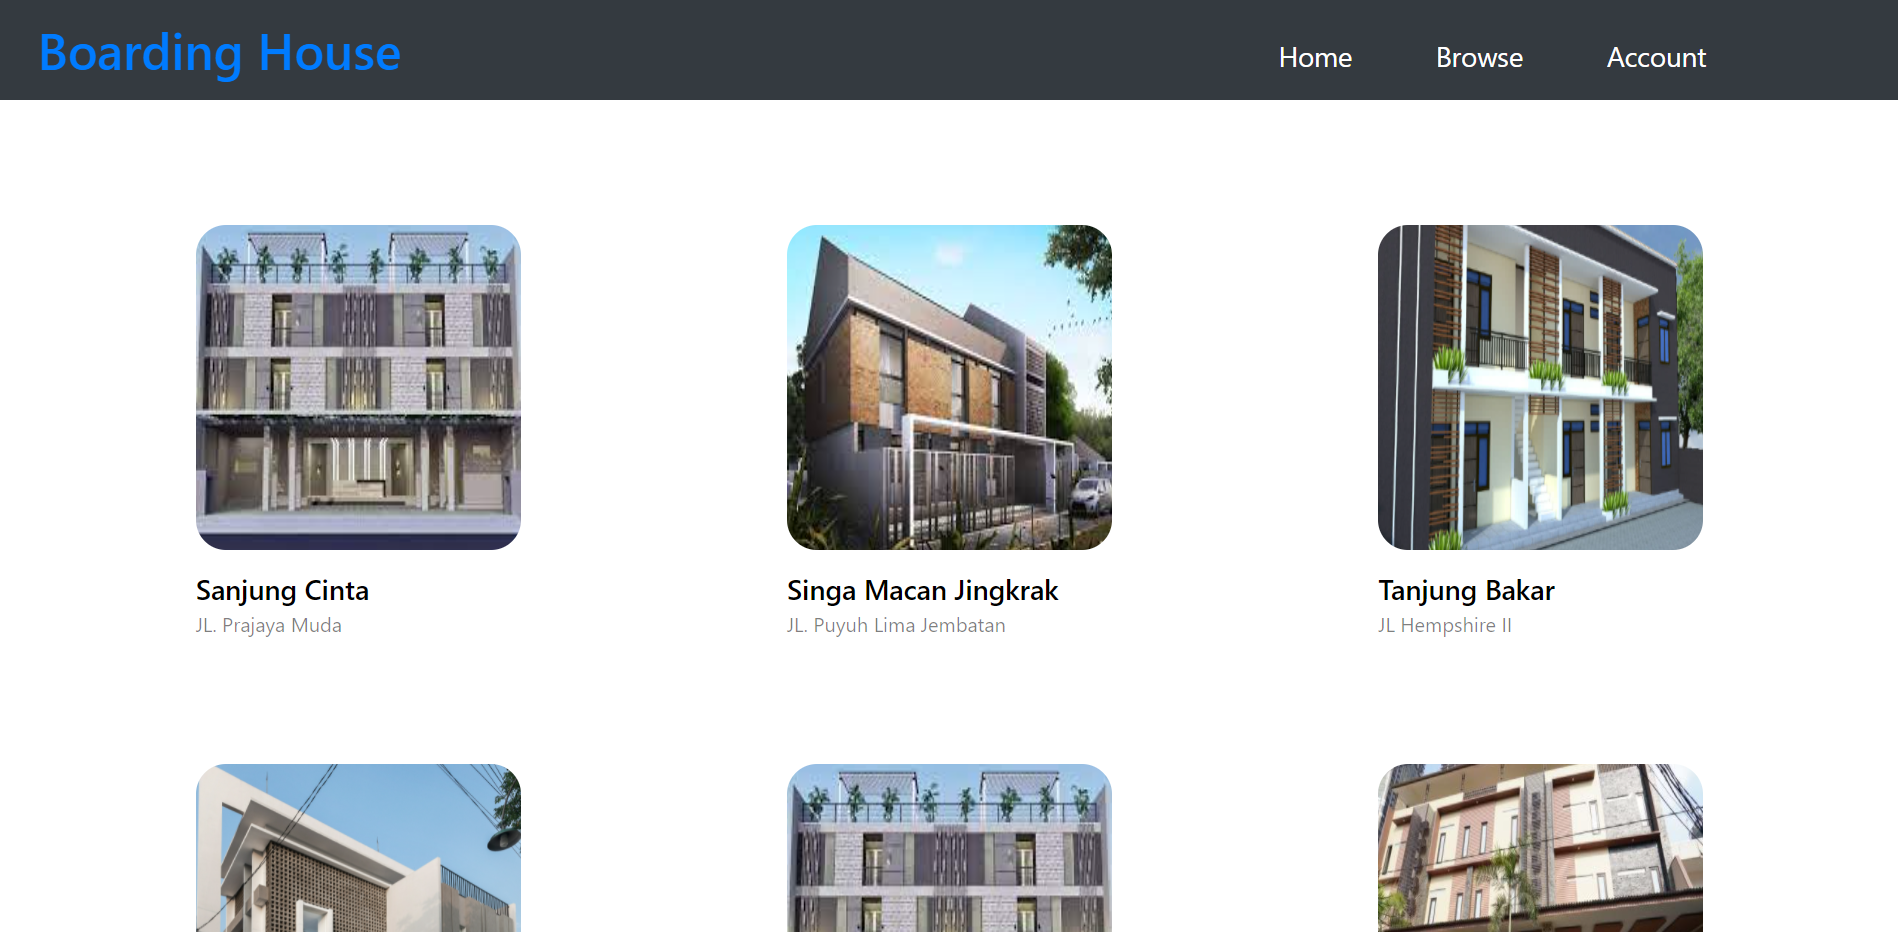 Boarding House
Home Browse Account
Sanjung Cinta
JL. Prajaya Muda
Singa Macan Jingkrak
JL. Puyuh Lima Jembatan
Tanjung Bakar
JL Hempshire II